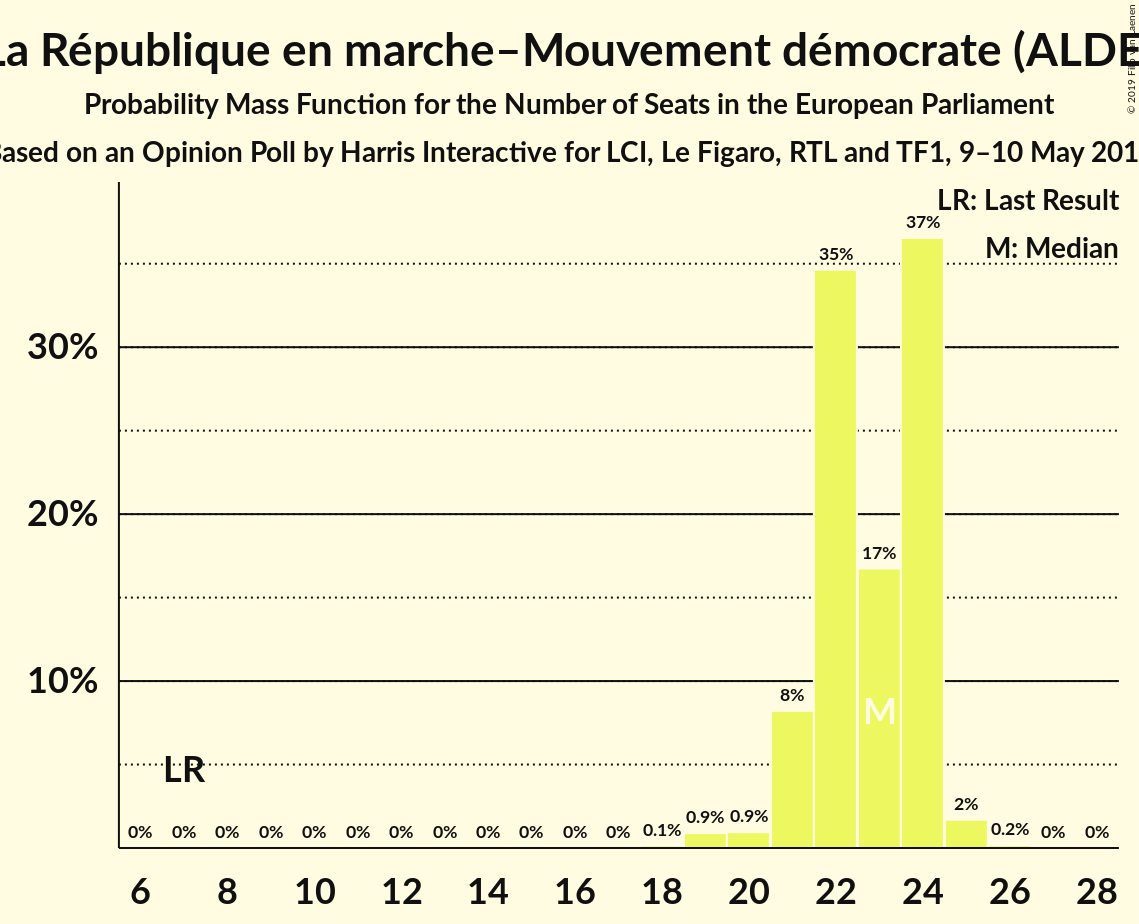 La République en marche–Mouvement démocrate (ALDE
Probability Mass Function for the Number of Seats in the European Parliament
Based on an Opinion Poll by Harris Interactive for LCI, Le Figaro, RTL and TF1, 9–10 May 201
© 2019
LR: Last Result
M: Median
37%
35%
30%
20%
17%
10%
8%
M
LR
2%
0% 0% 0% 0% 0% 0% 0% 0% 0% 0% 0% 0% 0.1% 0.9% 0.9% 0.2% 0% 0%
6 8 10 12 14 16 18 20 22 24 26 28